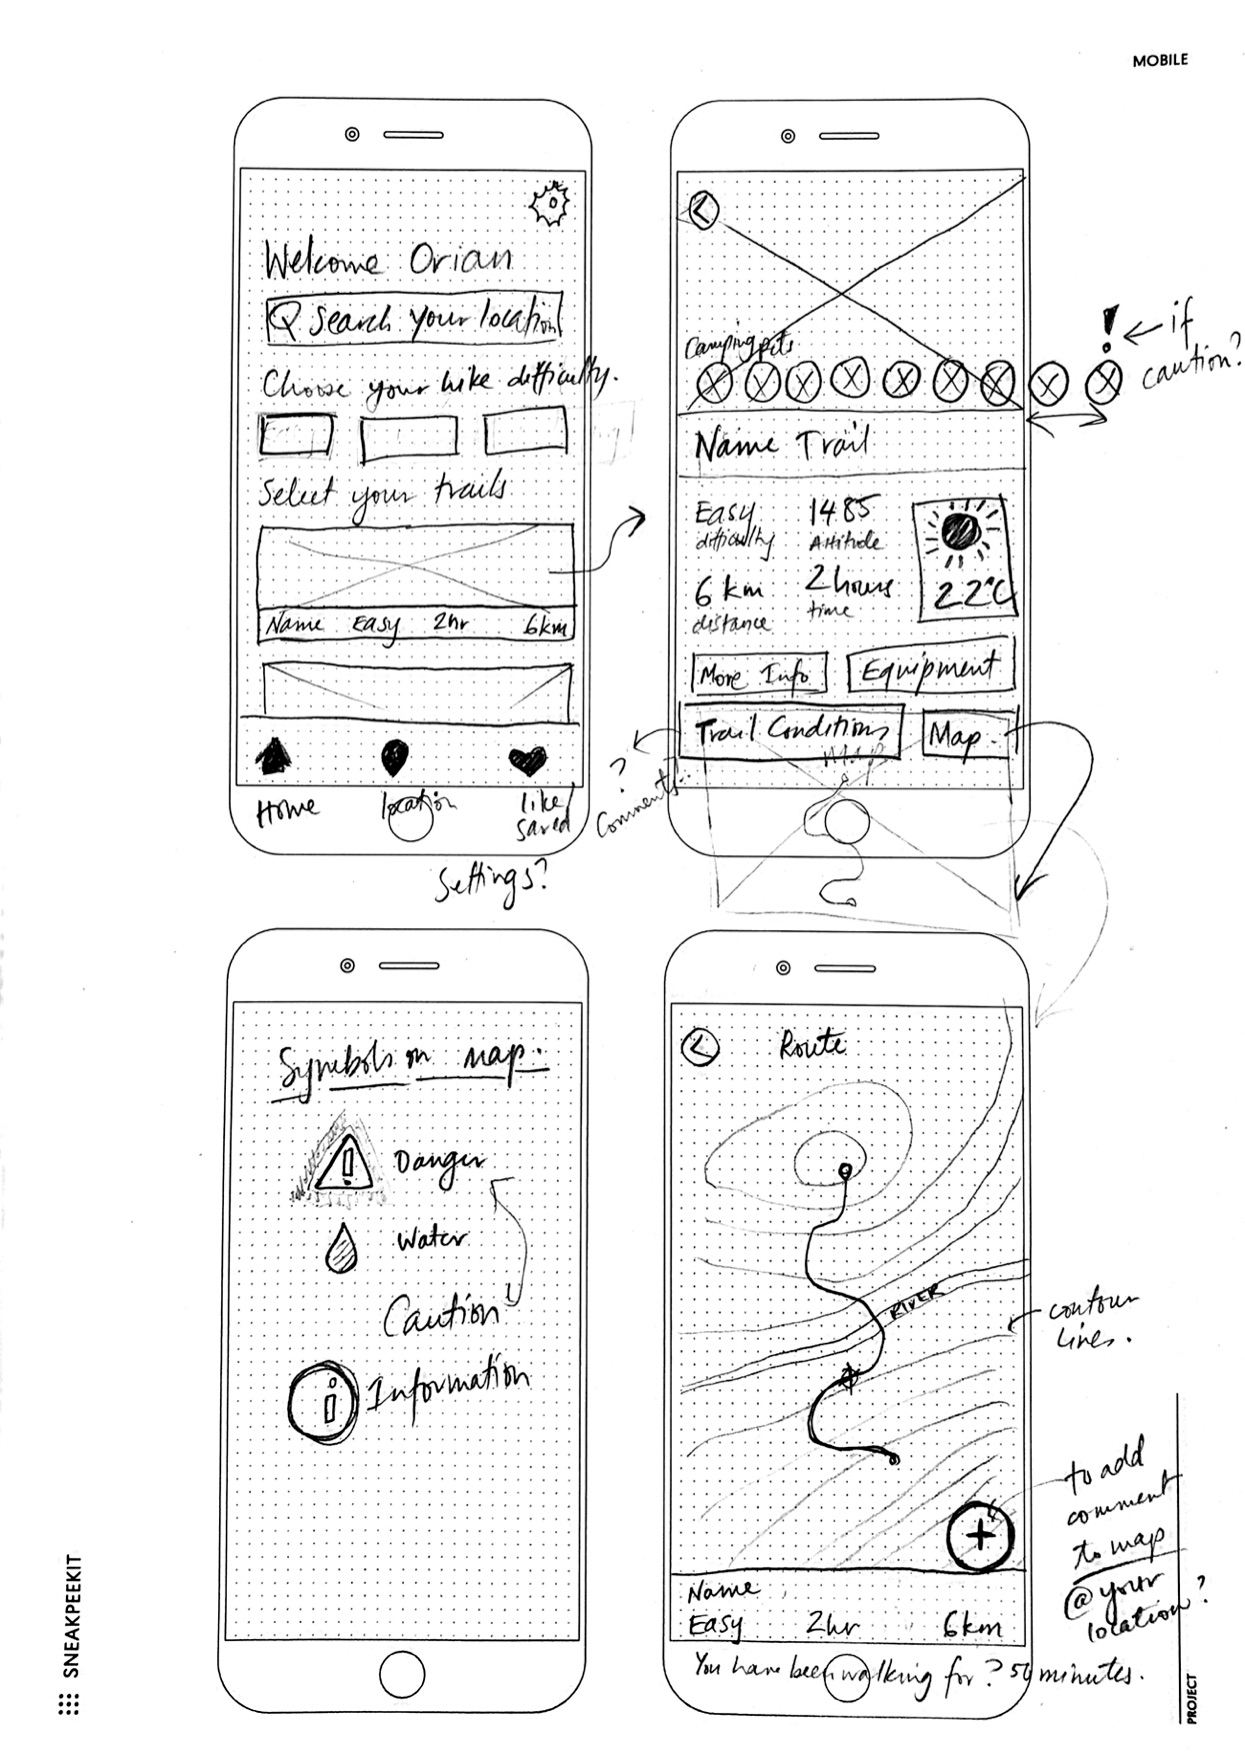 MOBILE
Welcome Orian
Search your location
Choose your hike difficulty.
Select your trails
Name Easy 2hr 6km
Home
location
like/
saved
Settings?
if
caution?
Name Trail
Easy
difficulty
1485
Altitude
6 km
distance
2 hours
time
22°C
More Info
Equipment
Trail Conditions
Map
Map
?
Comments..
Symbols on map.
Danger
Water
Caution
Information
Route
RIVER
contour
lines.
to add
comment
to map
@ your
location?
Name
Easy 2hr 6km
You have been walking for ? 50 minutes.
SNEAKPEEKIT
PROJECT